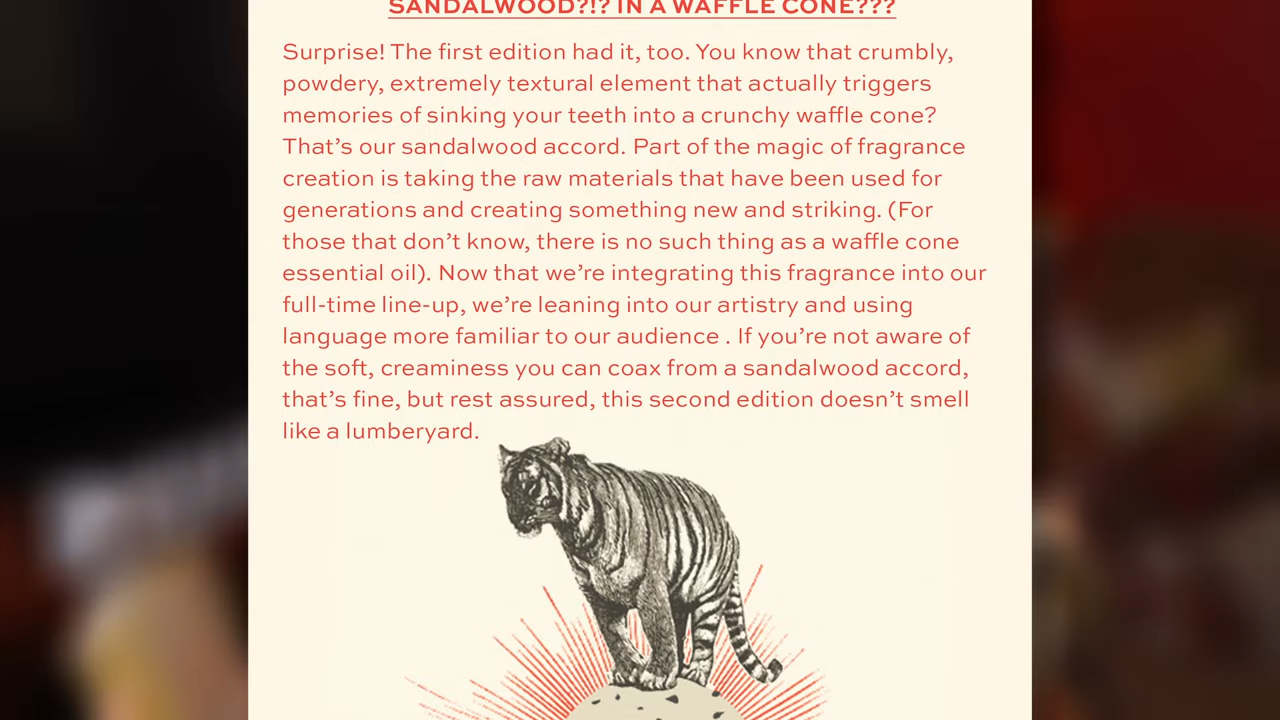 SANDALWOOD?!? IN A WAFFLE CONE???
Surprise! The first edition had it, too. You know that crumbly,
powdery, extremely textural element that actually triggers
memories of sinking your teeth into a crunchy waffle cone?
That’s our sandalwood accord. Part of the magic of fragrance
creation is taking the raw materials that have been used for
generations and creating something new and striking. (For
those that don’t know, there is no such thing as a waffle cone
essential oil). Now that we’re integrating this fragrance into our
full-time line-up, we’re leaning into our artistry and using
language more familiar to our audience . If you’re not aware of
the soft, creaminess you can coax from a sandalwood accord,
that’s fine, but rest assured, this second edition doesn’t smell
like a lumberyard.